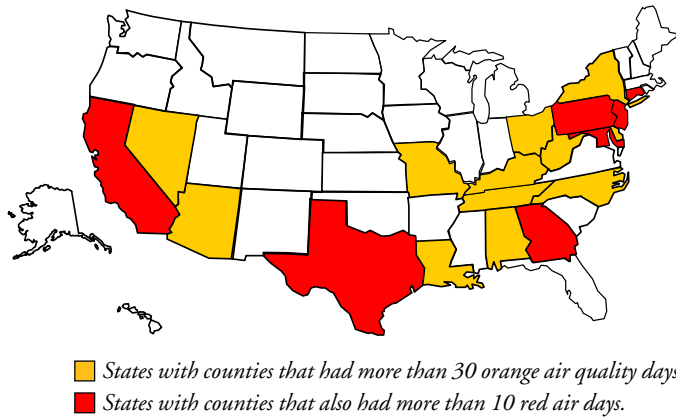 States with counties that had more than 30 orange air quality days
States with counties that also had more than 10 red air days.